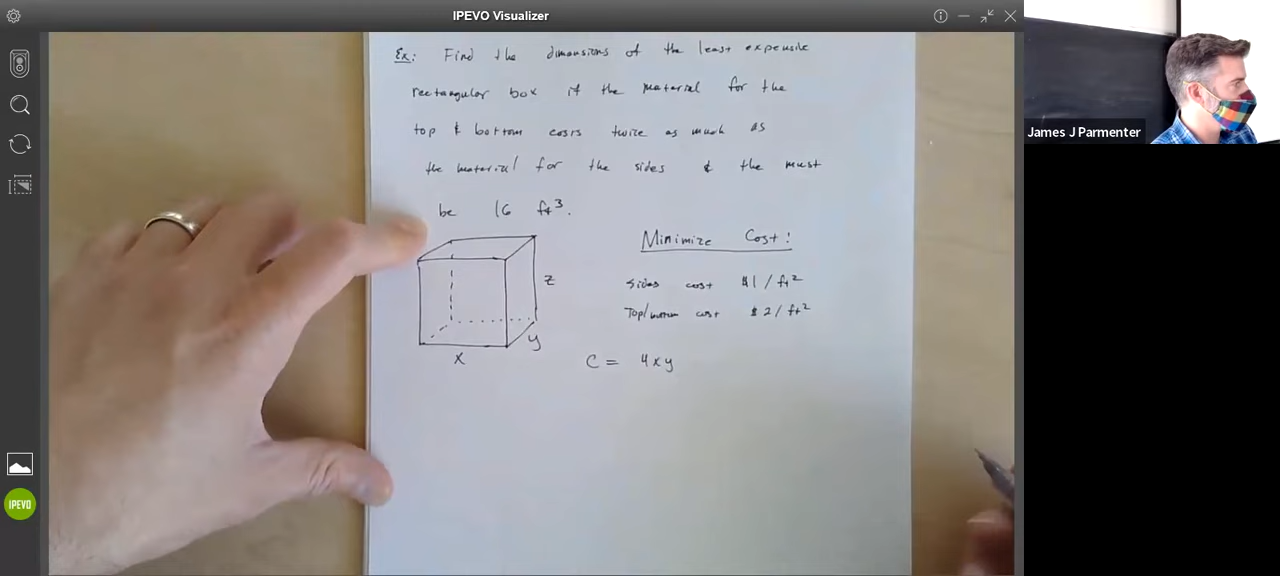 IPEVO Visualizer
Ex: Find the dimensions of the least expensive
rectangular box if the material for the
top & bottom costs twice as much as
the material for the sides & the must
be 16 ft³.
Minimize Cost:
z
Sides cost $1/ft²
Top/bottom cost $2/ft²
y
x
C = 4xy
James J Parmenter
IPEVO